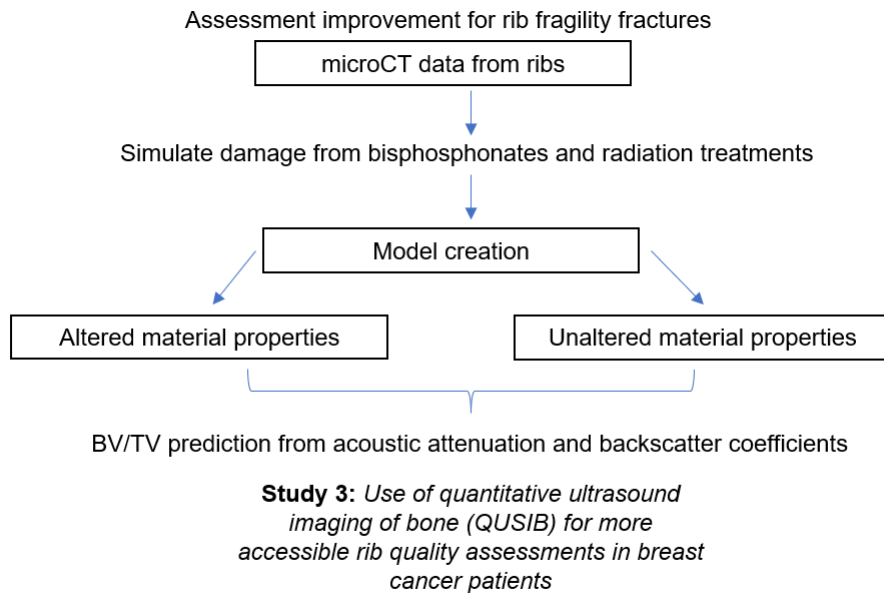 Assessment improvement for rib fragility fractures
microCT data from ribs
Simulate damage from bisphosphonates and radiation treatments
Model creation
Altered material properties
Unaltered material properties
BV/TV prediction from acoustic attenuation and backscatter coefficients
Study 3: Use of quantitative ultrasound
imaging of bone (QUSIB) for more
accessible rib quality assessments in breast
cancer patients